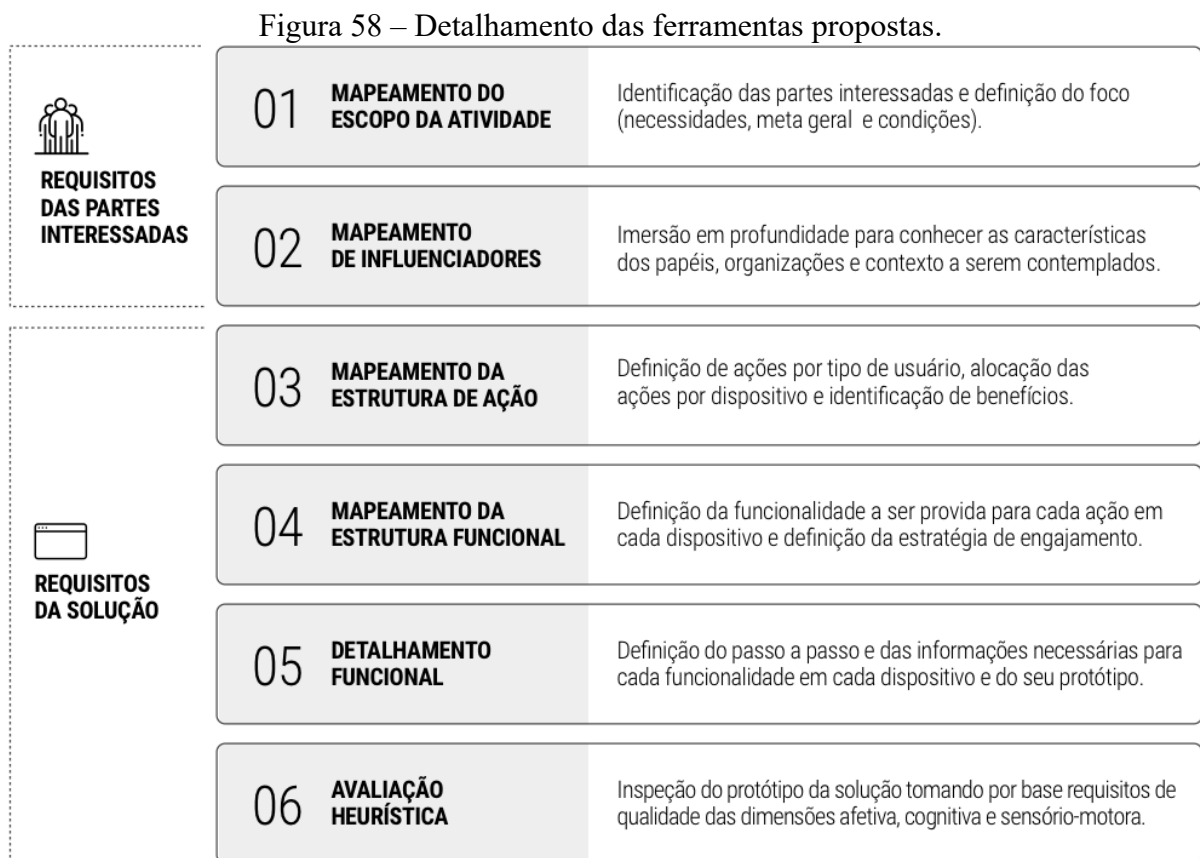 Figura 58 – Detalhamento das ferramentas propostas.
REQUISITOS
DAS PARTES
INTERESSADAS
01
MAPEAMENTO DO
ESCOPO DA ATIVIDADE
Identificação das partes interessadas e definição do foco
(necessidades, meta geral e condições).
02
MAPEAMENTO
DE INFLUENCIADORES
Imersão em profundidade para conhecer as características
dos papéis, organizações e contexto a serem contemplados.
REQUISITOS
DA SOLUÇÃO
03
MAPEAMENTO DA
ESTRUTURA DE AÇÃO
Definição de ações por tipo de usuário, alocação das
ações por dispositivo e identificação de benefícios.
04
MAPEAMENTO DA
ESTRUTURA FUNCIONAL
Definição da funcionalidade a ser provida para cada ação em
cada dispositivo e definição da estratégia de engajamento.
05
DETALHAMENTO
FUNCIONAL
Definição do passo a passo e das informações necessárias para
cada funcionalidade em cada dispositivo e do seu protótipo.
06
AVALIAÇÃO
HEURÍSTICA
Inspeção do protótipo da solução tomando por base requisitos de
qualidade das dimensões afetiva, cognitiva e sensório-motora.